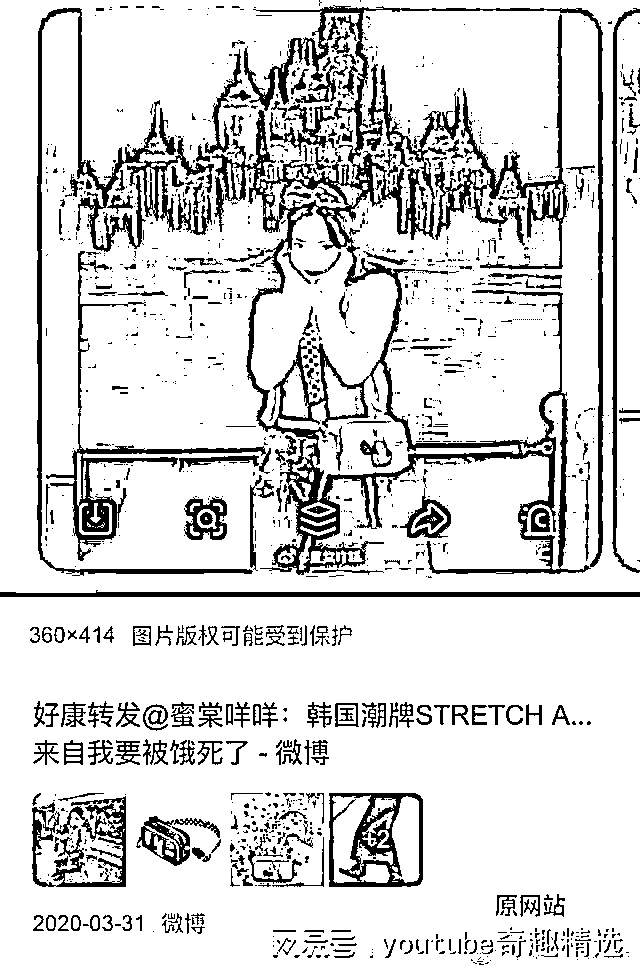 360×414 图片版权可能受到保护
好康转发@蜜棠咩咩：韩国潮牌STRETCH A...
来自我要被饿死了 - 微博
2020-03-31 微博
原网站
youtube奇趣精选